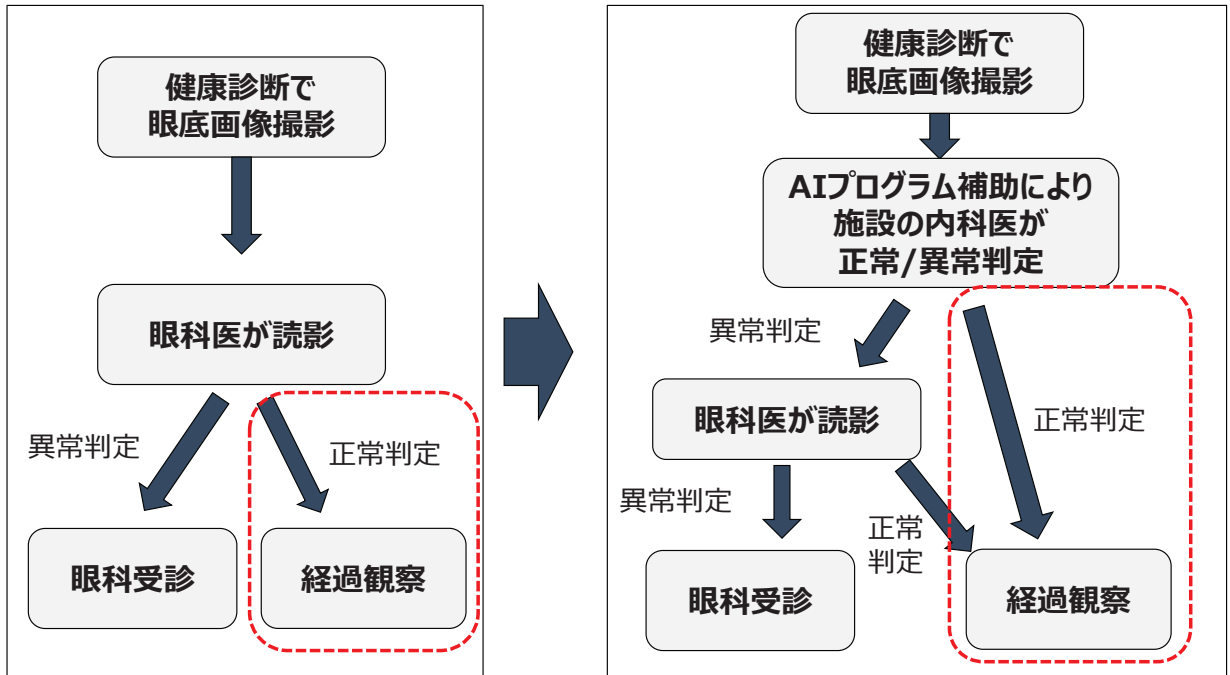 健康診断で
眼底画像撮影
眼科医が読影
異常判定
正常判定
眼科受診
経過観察
健康診断で
眼底画像撮影
AIプログラム補助により
施設の内科医が
正常/異常判定
異常判定
正常判定
眼科医が読影
異常判定
正常
判定
眼科受診
経過観察